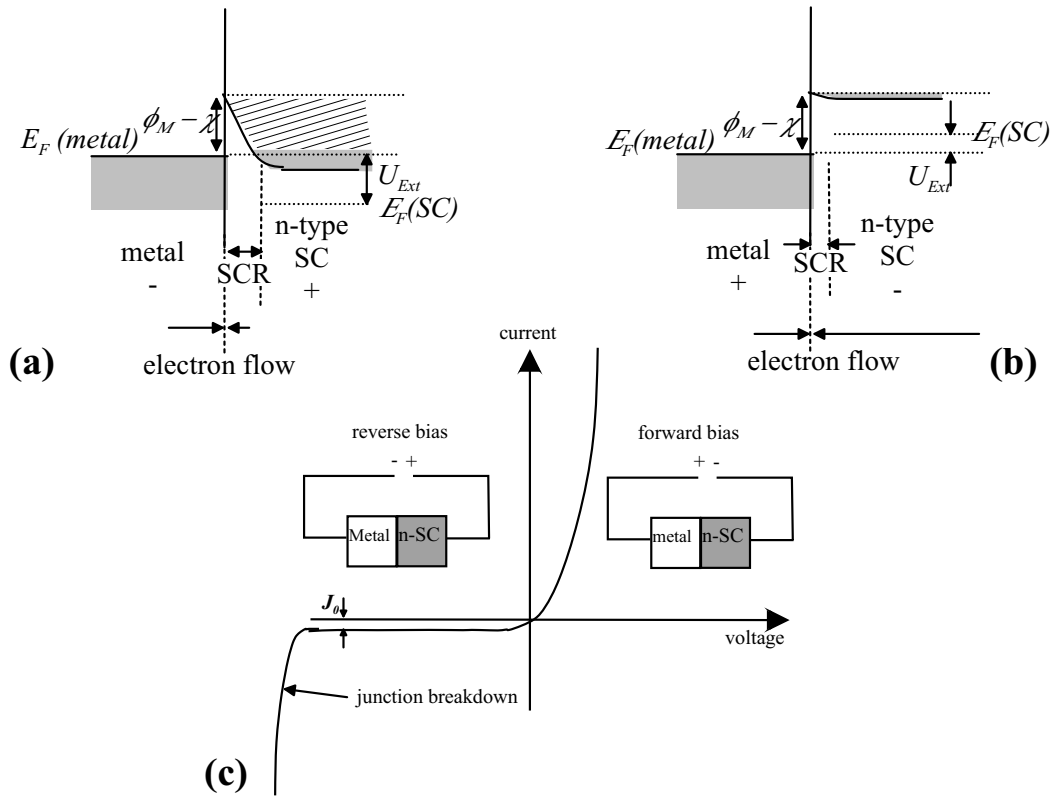 ϕ_M − χ
E_F (metal)
U_Ext
E_F(SC)
n-type
SC
+
metal
-
SCR
electron flow
(a)
ϕ_M − χ
E_F(metal)
E_F(SC)
U_Ext
n-type
SC
-
metal
+
SCR
electron flow
(b)
current
reverse bias
- +
Metal n-SC
forward bias
+ -
metal n-SC
J_0
voltage
junction breakdown
(c)